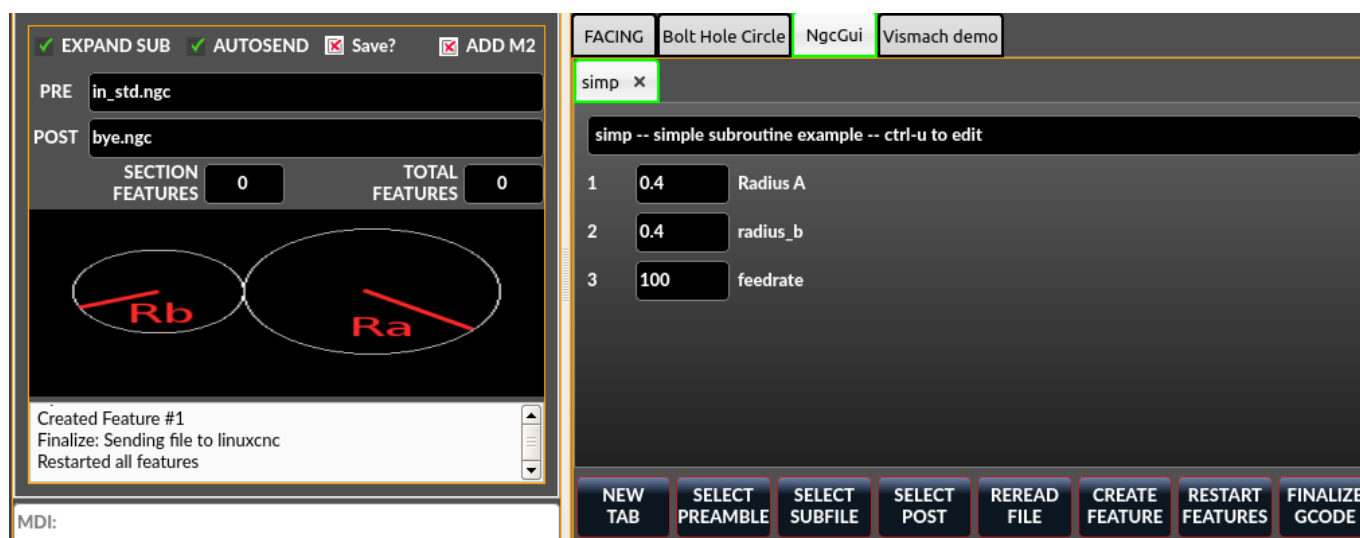 EXPAND SUB AUTOSEND Save? ADD M2
PRE in_std.ngc
POST bye.ngc
SECTION FEATURES 0 TOTAL FEATURES 0
Rb Ra
Created Feature #1
Finalize: Sending file to linuxcnc
Restarted all features
MDI:
FACING Bolt Hole Circle NgcGui Vismach demo
simp ×
simp -- simple subroutine example -- ctrl-u to edit
1 0.4 Radius A
2 0.4 radius_b
3 100 feedrate
NEW TAB SELECT PREAMBLE SELECT SUBFILE SELECT POST REREAD FILE CREATE FEATURE RESTART FEATURES FINALIZE GCODE